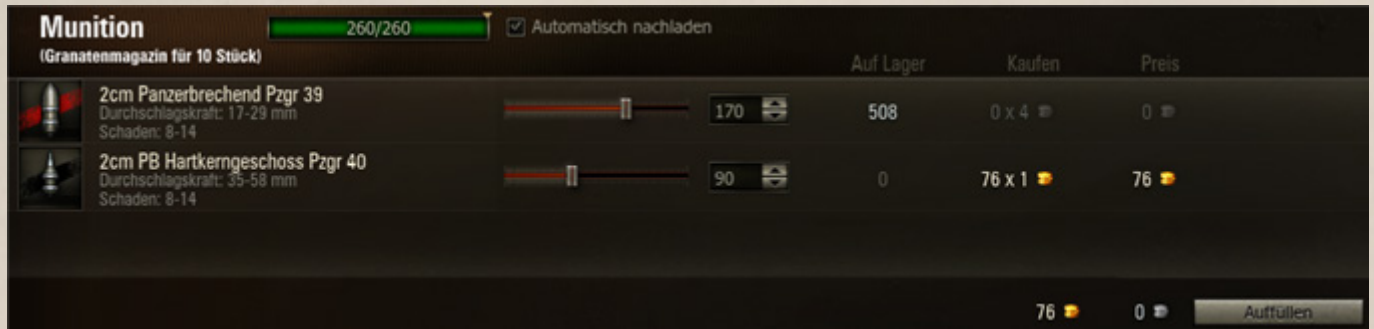 Munition 260/260 Automatisch nachladen
(Granatenmagazin für 10 Stück)
Auf Lager Kaufen Preis
2cm Panzerbrechend Pzgr 39
Durchschlagskraft: 17-29 mm
Schaden: 8-14
170 508 0 x 4 0
2cm PB Hartkerngeschoss Pzgr 40
Durchschlagskraft: 35-58 mm
Schaden: 8-14
90 0 76 x 1 76
76 0 Auffüllen